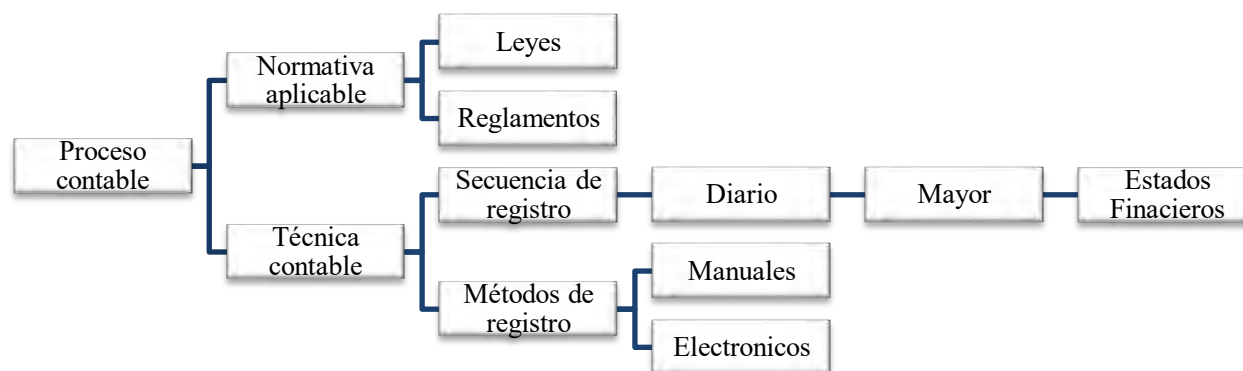 Proceso
contable
Normativa
aplicable
Leyes
Reglamentos
Técnica
contable
Secuencia de
registro
Diario
Mayor
Estados
Finacieros
Métodos de
registro
Manuales
Electronicos